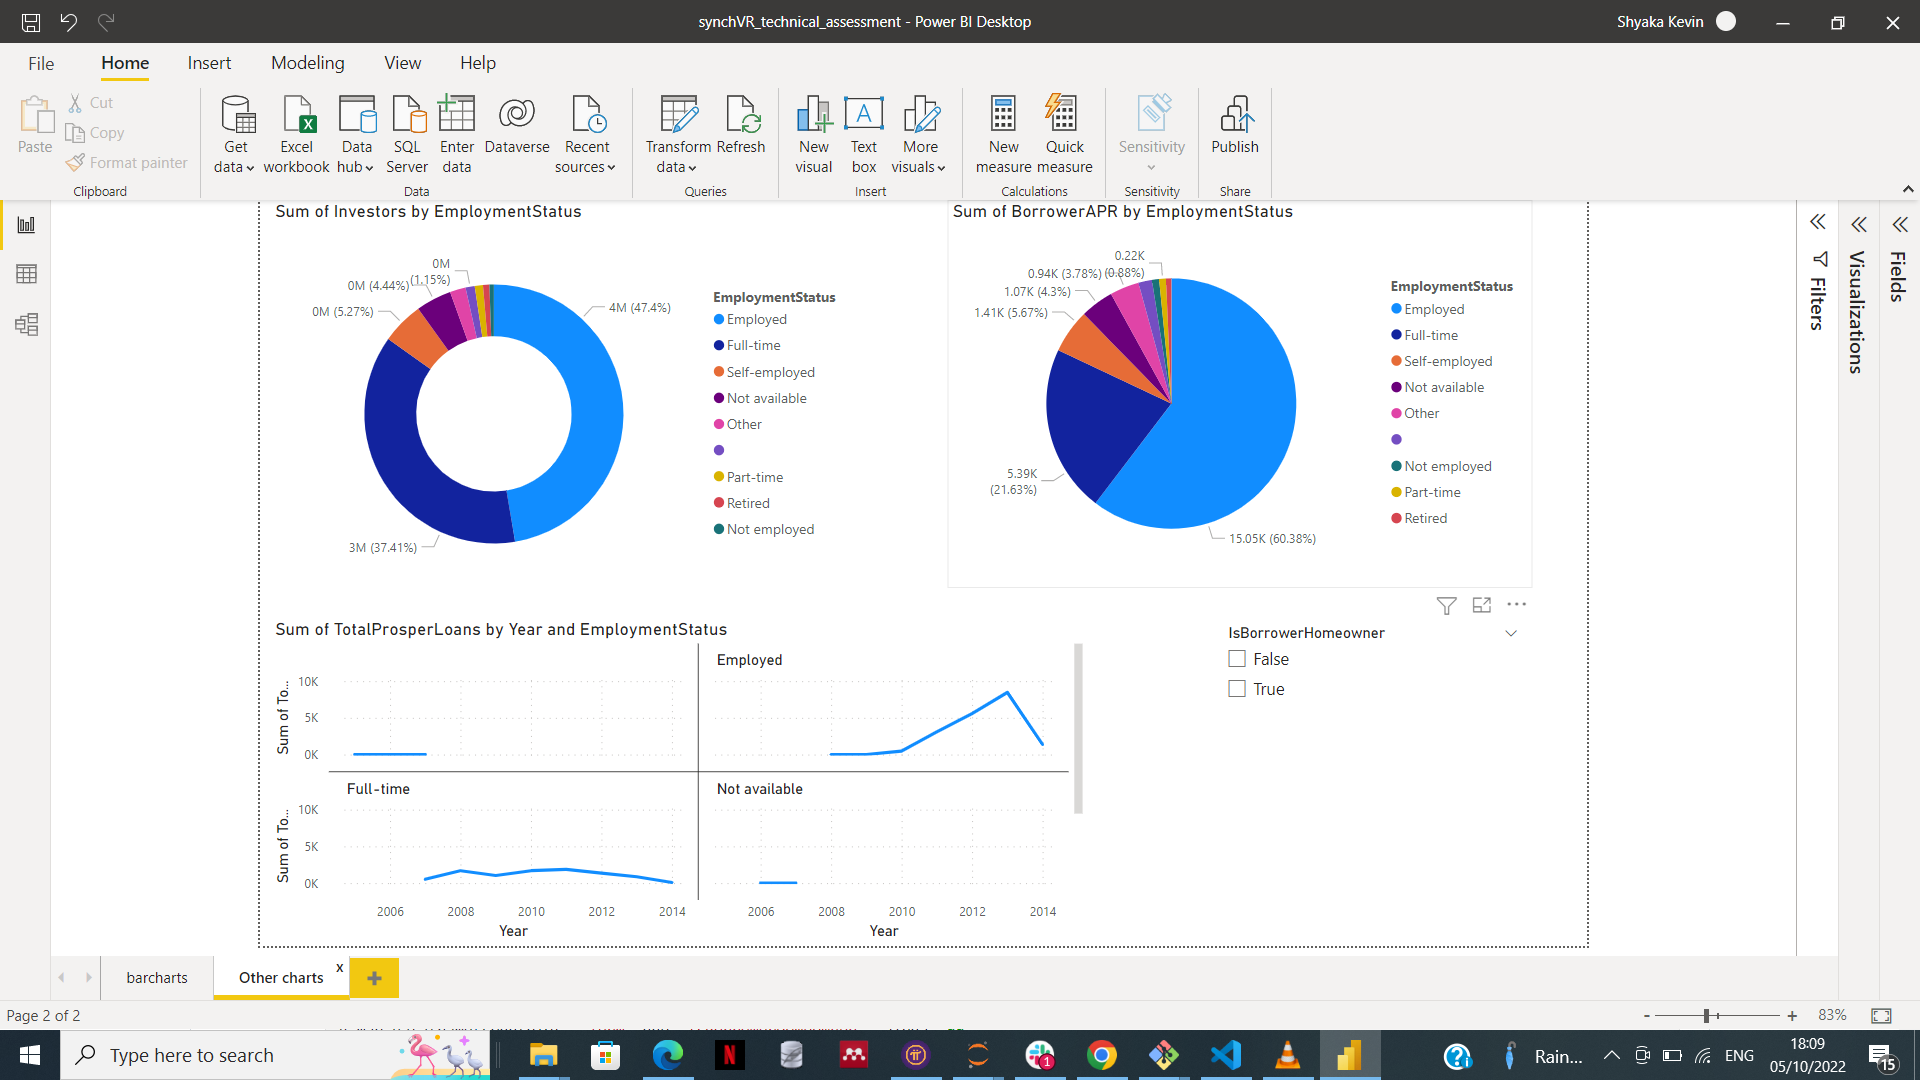 synchVR_technical_assessment - Power BI Desktop
Shyaka Kevin
File
Home
Insert
Modeling
View
Help
Paste
Cut
Copy
Format painter
Clipboard
Get data
Excel workbook
Data hub
SQL Server
Enter data
Dataverse
Recent sources
Data
Transform data
Refresh
Queries
New visual
Text box
More visuals
Insert
New measure
Quick measure
Calculations
Sensitivity
Sensitivity
Publish
Share
Sum of Investors by EmploymentStatus
0M
(1.15%)
0M (4.44%)
0M (5.27%)
4M (47.4%)
3M (37.41%)
EmploymentStatus
Employed
Full-time
Self-employed
Not available
Other
Part-time
Retired
Not employed
Sum of BorrowerAPR by EmploymentStatus
0.22K
(0.88%)
0.94K (3.78%)
1.07K (4.3%)
1.41K (5.67%)
5.39K
(21.63%)
15.05K (60.38%)
EmploymentStatus
Employed
Full-time
Self-employed
Not available
Other
Not employed
Part-time
Retired
Filters
Visualizations
Fields
Sum of TotalProsperLoans by Year and EmploymentStatus
Sum of To...
10K
5K
0K
Employed
Full-time
Sum of To...
10K
5K
0K
Not available
2006 2008 2010 2012 2014
Year
2006 2008 2010 2012 2014
Year
IsBorrowerHomeowner
False
True
barcharts
Other charts
x
+
Page 2 of 2
- + 83%
Type here to search
N
1
Rain...
ENG
18:09
05/10/2022
15